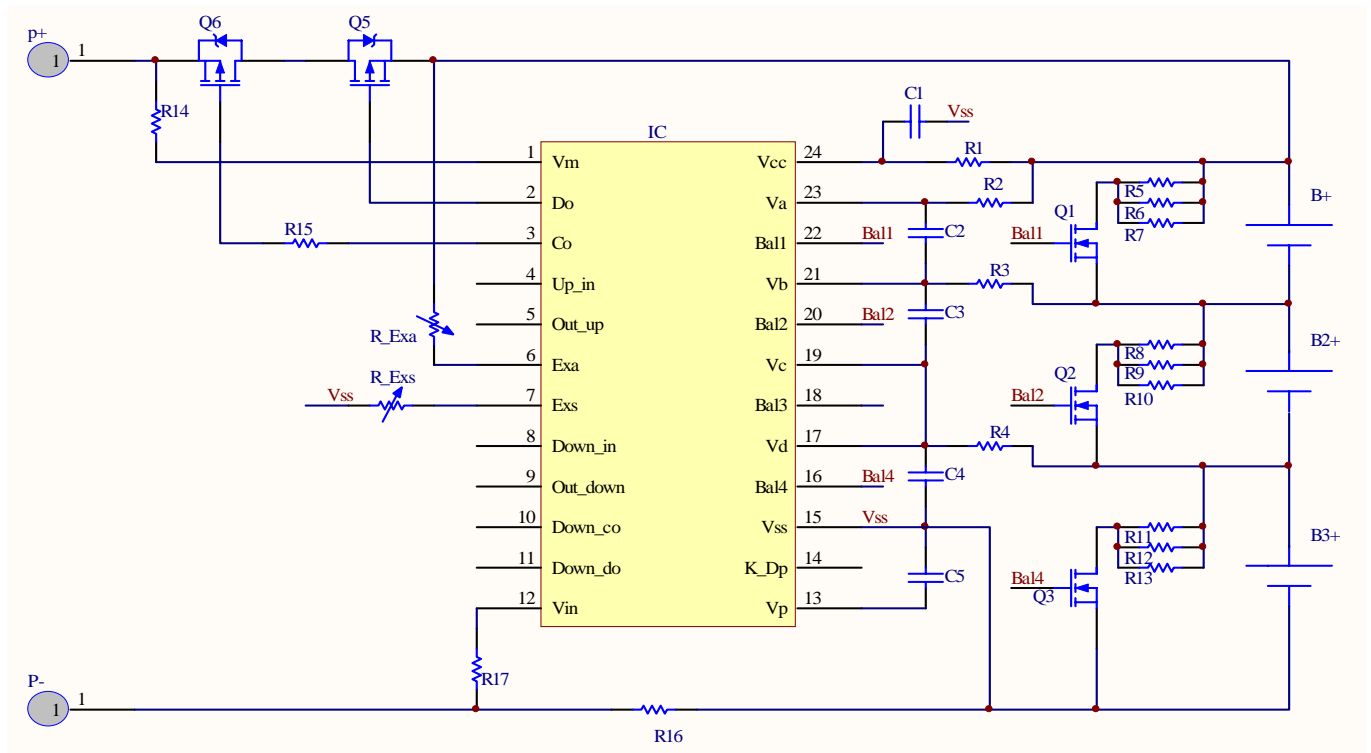 Q6
Q5
p+
1
1
R14
C1
Vss
IC
R1
1
Vm
Vcc
24
R2
2
Do
Va
23
R5
R6
R7
B+
Q1
R15
3
Co
Bal1
22
Bal1
C2
Bal1
4
Up_in
Vb
21
R3
5
Out_up
Bal2
20
Bal2
C3
R_Exa
6
Exa
Vc
19
R8
R9
R10
B2+
Q2
R_Exs
Vss
7
Exs
Bal3
18
Bal2
8
Down_in
Vd
17
R4
9
Out_down
Bal4
16
Bal4
C4
10
Down_co
Vss
15
Vss
R11
R12
R13
B3+
11
Down_do
K_Dp
14
C5
Bal4
Q3
12
Vin
Vp
13
R17
P-
1
1
R16